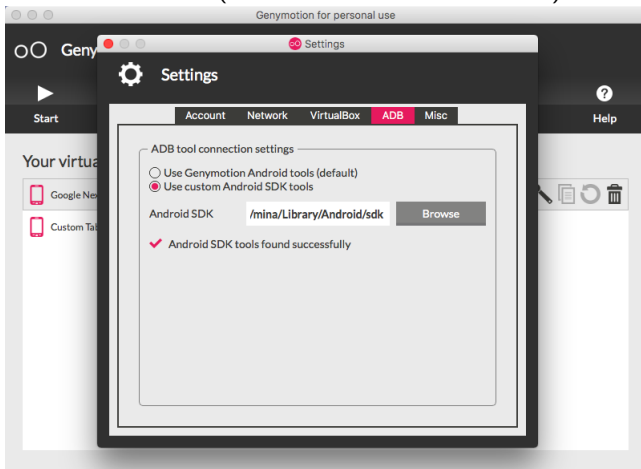 Genymotion for personal use
Geny
Settings
Settings
Start
Help
Account Network VirtualBox ADB Misc
Your virtua
ADB tool connection settings
Use Genymotion Android tools (default)
Use custom Android SDK tools
Google Nex
Android SDK /mina/Library/Android/sdk Browse
Custom Tab
Android SDK tools found successfully